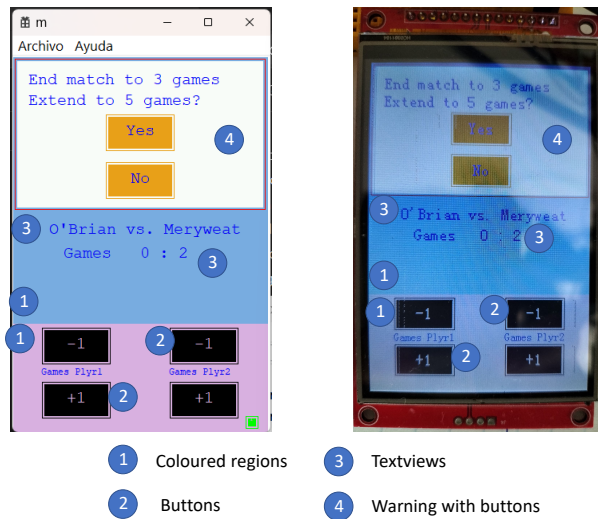 m
Archivo Ayuda
End match to 3 games
Extend to 5 games?
Yes
4
No
3
O'Brian vs. Meryweat
Games 0 : 2
3
1
1
-1
2
-1
Games Plyr1
Games Plyr2
+1
2
+1
End match to 3 games
Extend to 5 games?
Yes
4
No
3
O'Brian vs. Meryweat
Games 0 : 2
3
1
1
-1
2
-1
Games Plyr1
Games Plyr2
+1
2
+1
1 Coloured regions
3 Textviews
2 Buttons
4 Warning with buttons